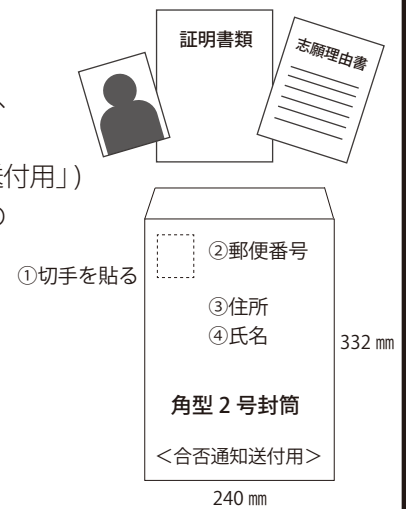 証明書類
志願理由書
付用」)
①切手を貼る
②郵便番号
③住所
④氏名
332 ㎜
角型 2 号封筒
＜合否通知送付用＞
240 ㎜